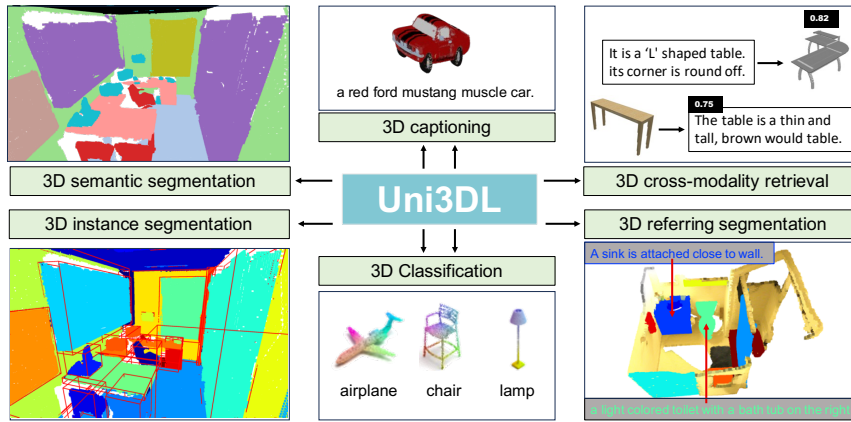 0.82
It is a ‘L' shaped table.
its corner is round off.
a red ford mustang muscle car.
0.75
The table is a thin and
tall, brown would table.
3D captioning
3D semantic segmentation
3D cross-modality retrieval
Uni3DL
3D instance segmentation
3D referring segmentation
A sink is attached close to wall.
3D Classification
airplane
chair
lamp
a light colored toilet with a bath tub on the right